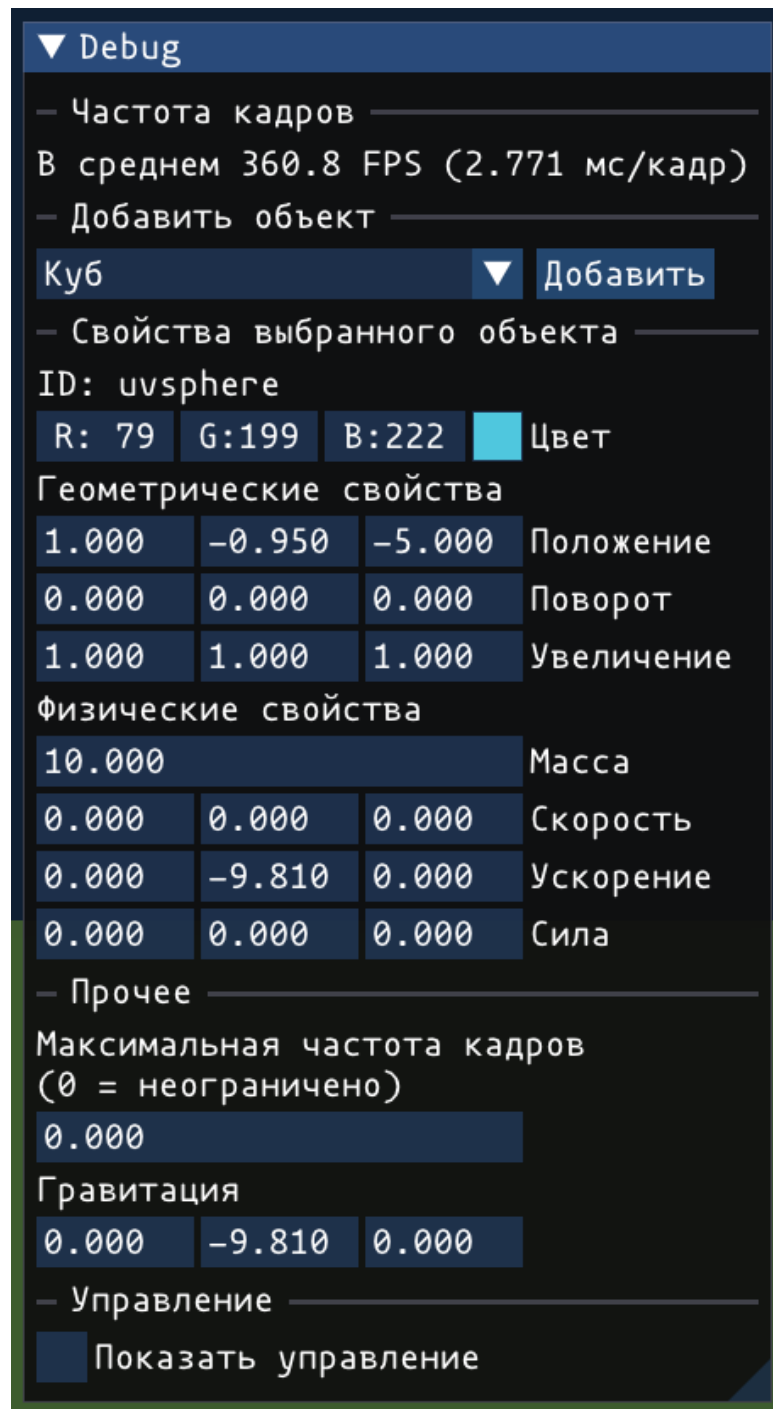 Debug
Частота кадров
В среднем 360.8 FPS (2.771 мс/кадр)
Добавить объект
Куб Добавить
Свойства выбранного объекта
ID: uvsphere
R: 79 G:199 B:222 Цвет
Геометрические свойства
1.000 −0.950 −5.000 Положение
0.000 0.000 0.000 Поворот
1.000 1.000 1.000 Увеличение
Физические свойства
10.000 Масса
0.000 0.000 0.000 Скорость
0.000 −9.810 0.000 Ускорение
0.000 0.000 0.000 Сила
Прочее
Максимальная частота кадров
(0 = неограничено)
0.000
Гравитация
0.000 −9.810 0.000
Управление
Показать управление